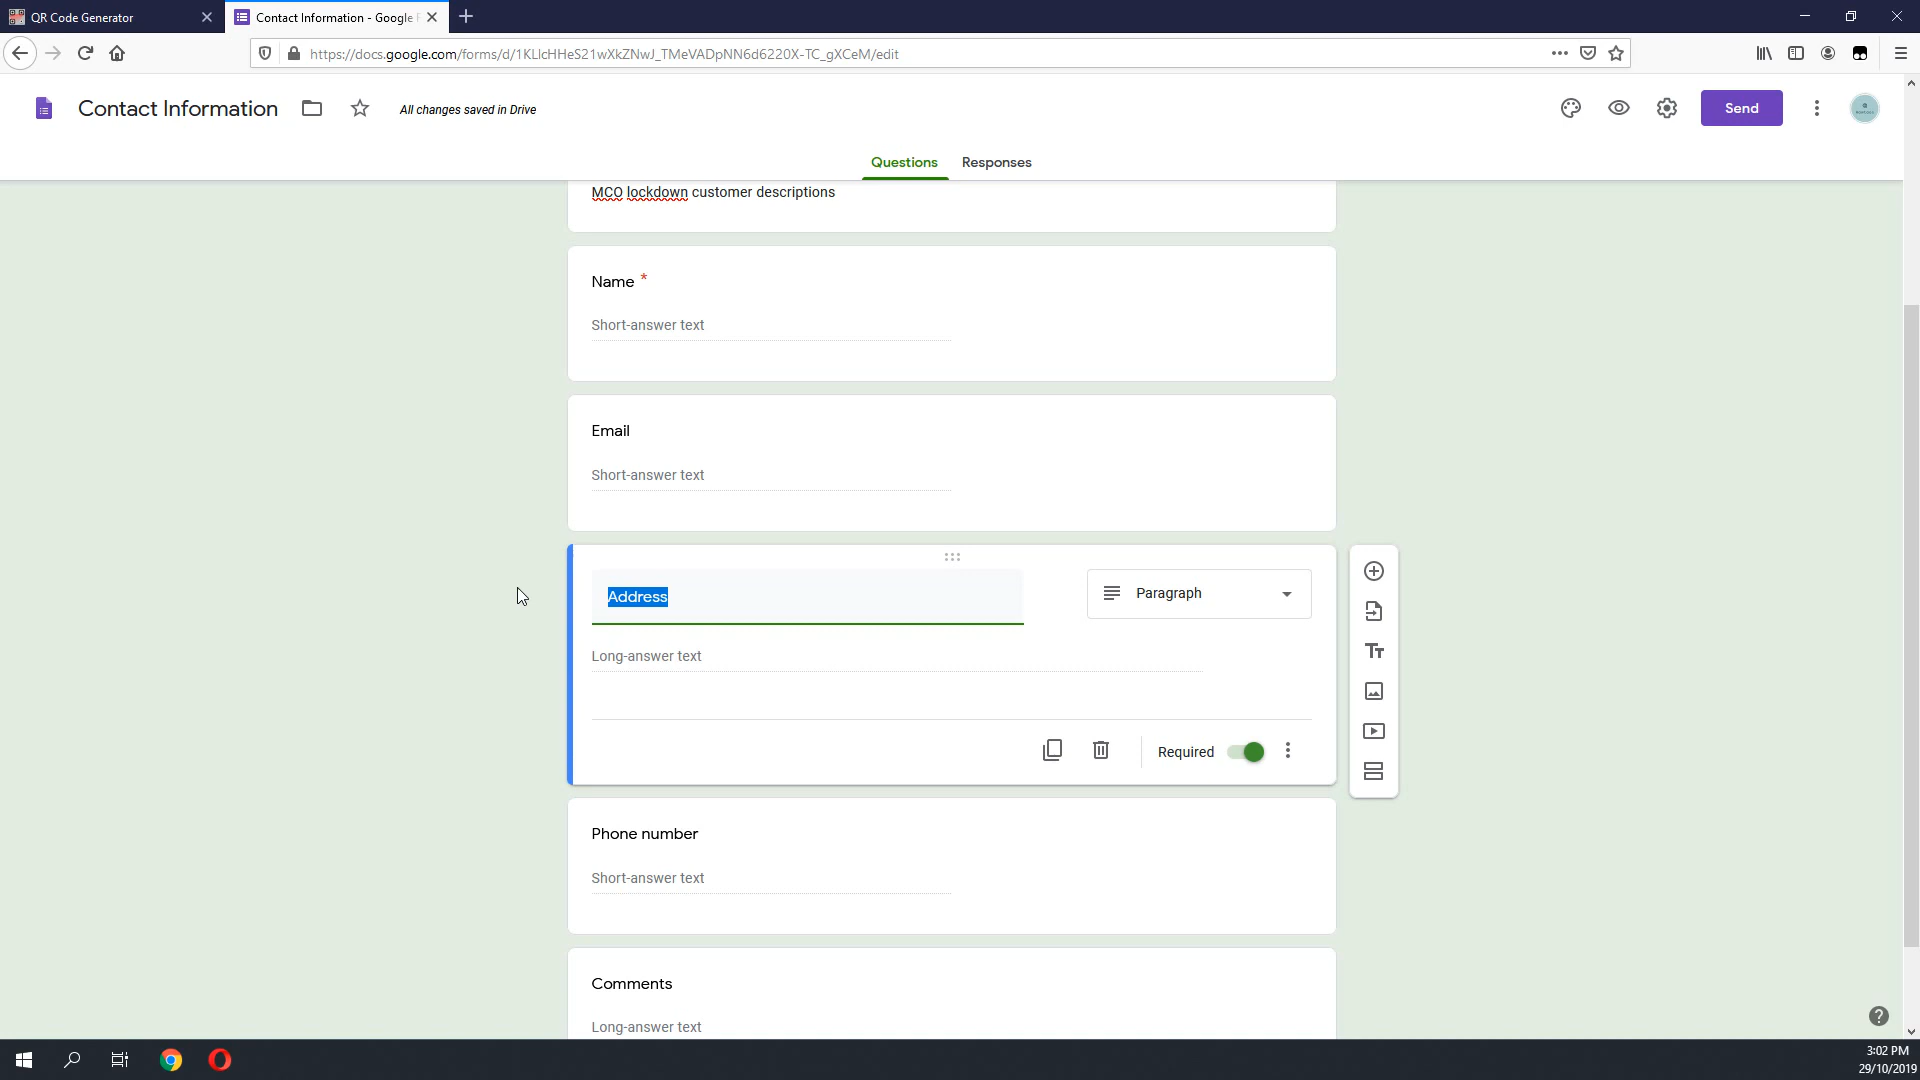 QR Code Generator
Contact Information - Google F
https://docs.google.com/forms/d/1KLlcHHeS21wXkZNwJ_TMeVADpNN6d6220X-TC_gXCeM/edit
Contact Information
All changes saved in Drive
Send
Questions
Responses
MCO lockdown customer descriptions
Name *
Short-answer text
Email
Short-answer text
Address
Paragraph
Long-answer text
Required
Phone number
Short-answer text
Comments
Long-answer text
3:02 PM
29/10/2019